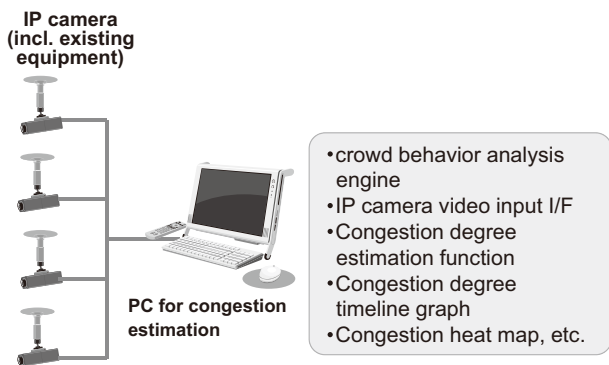 IP camera
(incl. existing
equipment)
•crowd behavior analysis
engine
•IP camera video input I/F
•Congestion degree
estimation function
•Congestion degree
timeline graph
•Congestion heat map, etc.
PC for congestion
estimation